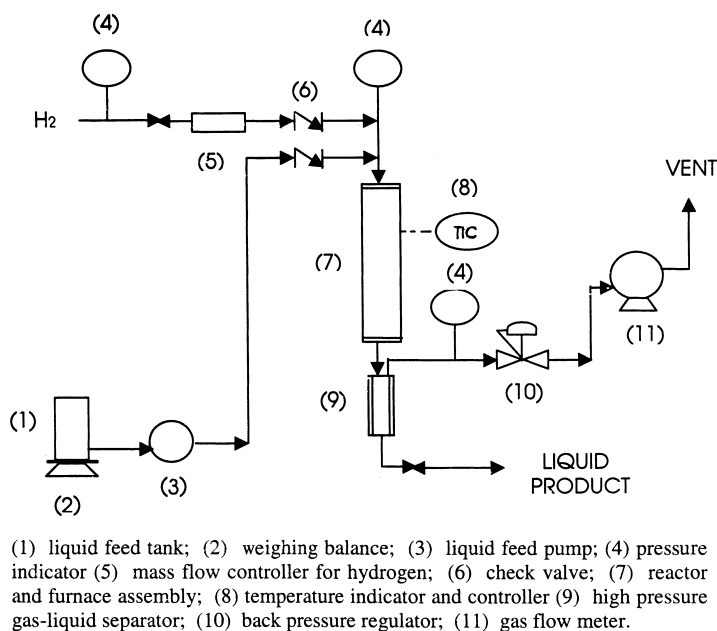 (4)
(4)
(6)
H2
(5)
(8)
VENT
TIC
(7)
(4)
(11)
(10)
(9)
(1)
LIQUID
PRODUCT
(2)
(3)
(1) liquid feed tank; (2) weighing balance; (3) liquid feed pump; (4) pressure
indicator (5) mass flow controller for hydrogen; (6) check valve; (7) reactor
and furnace assembly; (8) temperature indicator and controller (9) high pressure
gas-liquid separator; (10) back pressure regulator; (11) gas flow meter.